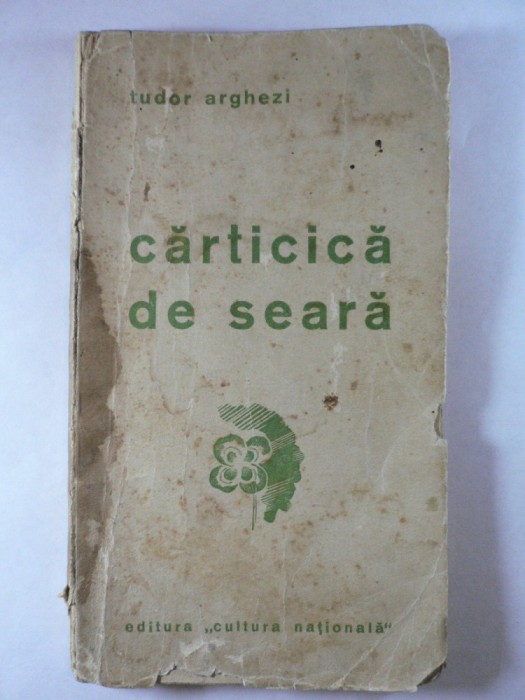 tudor arghezi
cărticică
de seară
editura „cultura națională"